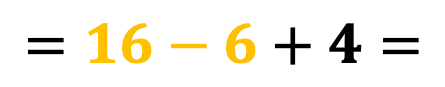 = 16 − 6 + 4 =